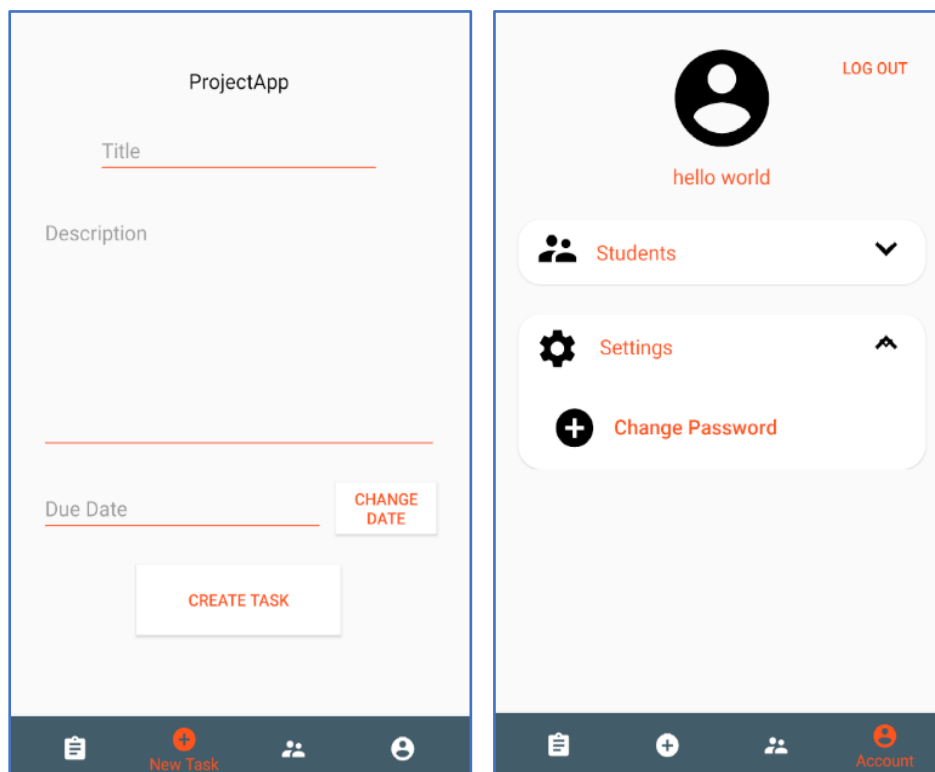 ProjectApp
Title
Description
Due Date
CHANGE
DATE
CREATE TASK
New Task
LOG OUT
hello world
Students
Settings
Change Password
Account